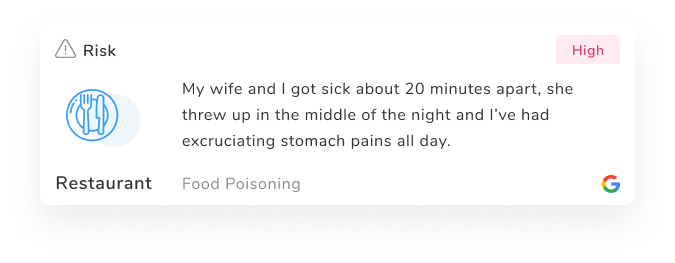 Risk
High
My wife and I got sick about 20 minutes apart, she
threw up in the middle of the night and I’ve had
excruciating stomach pains all day.
Restaurant
Food Poisoning